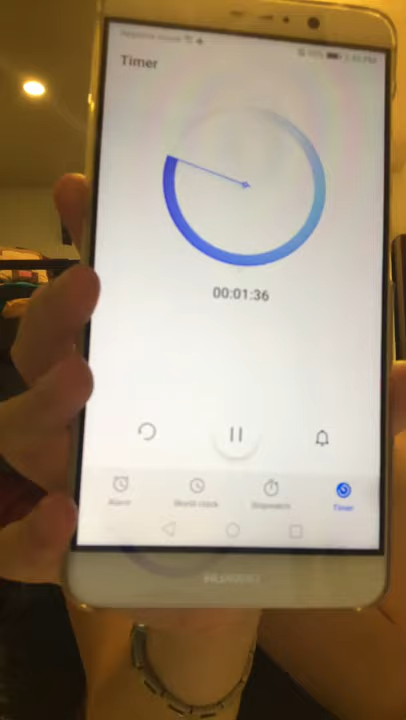 Timer
00:01:36
Alarm
World clock
Stopwatch
Timer
HUAWEI